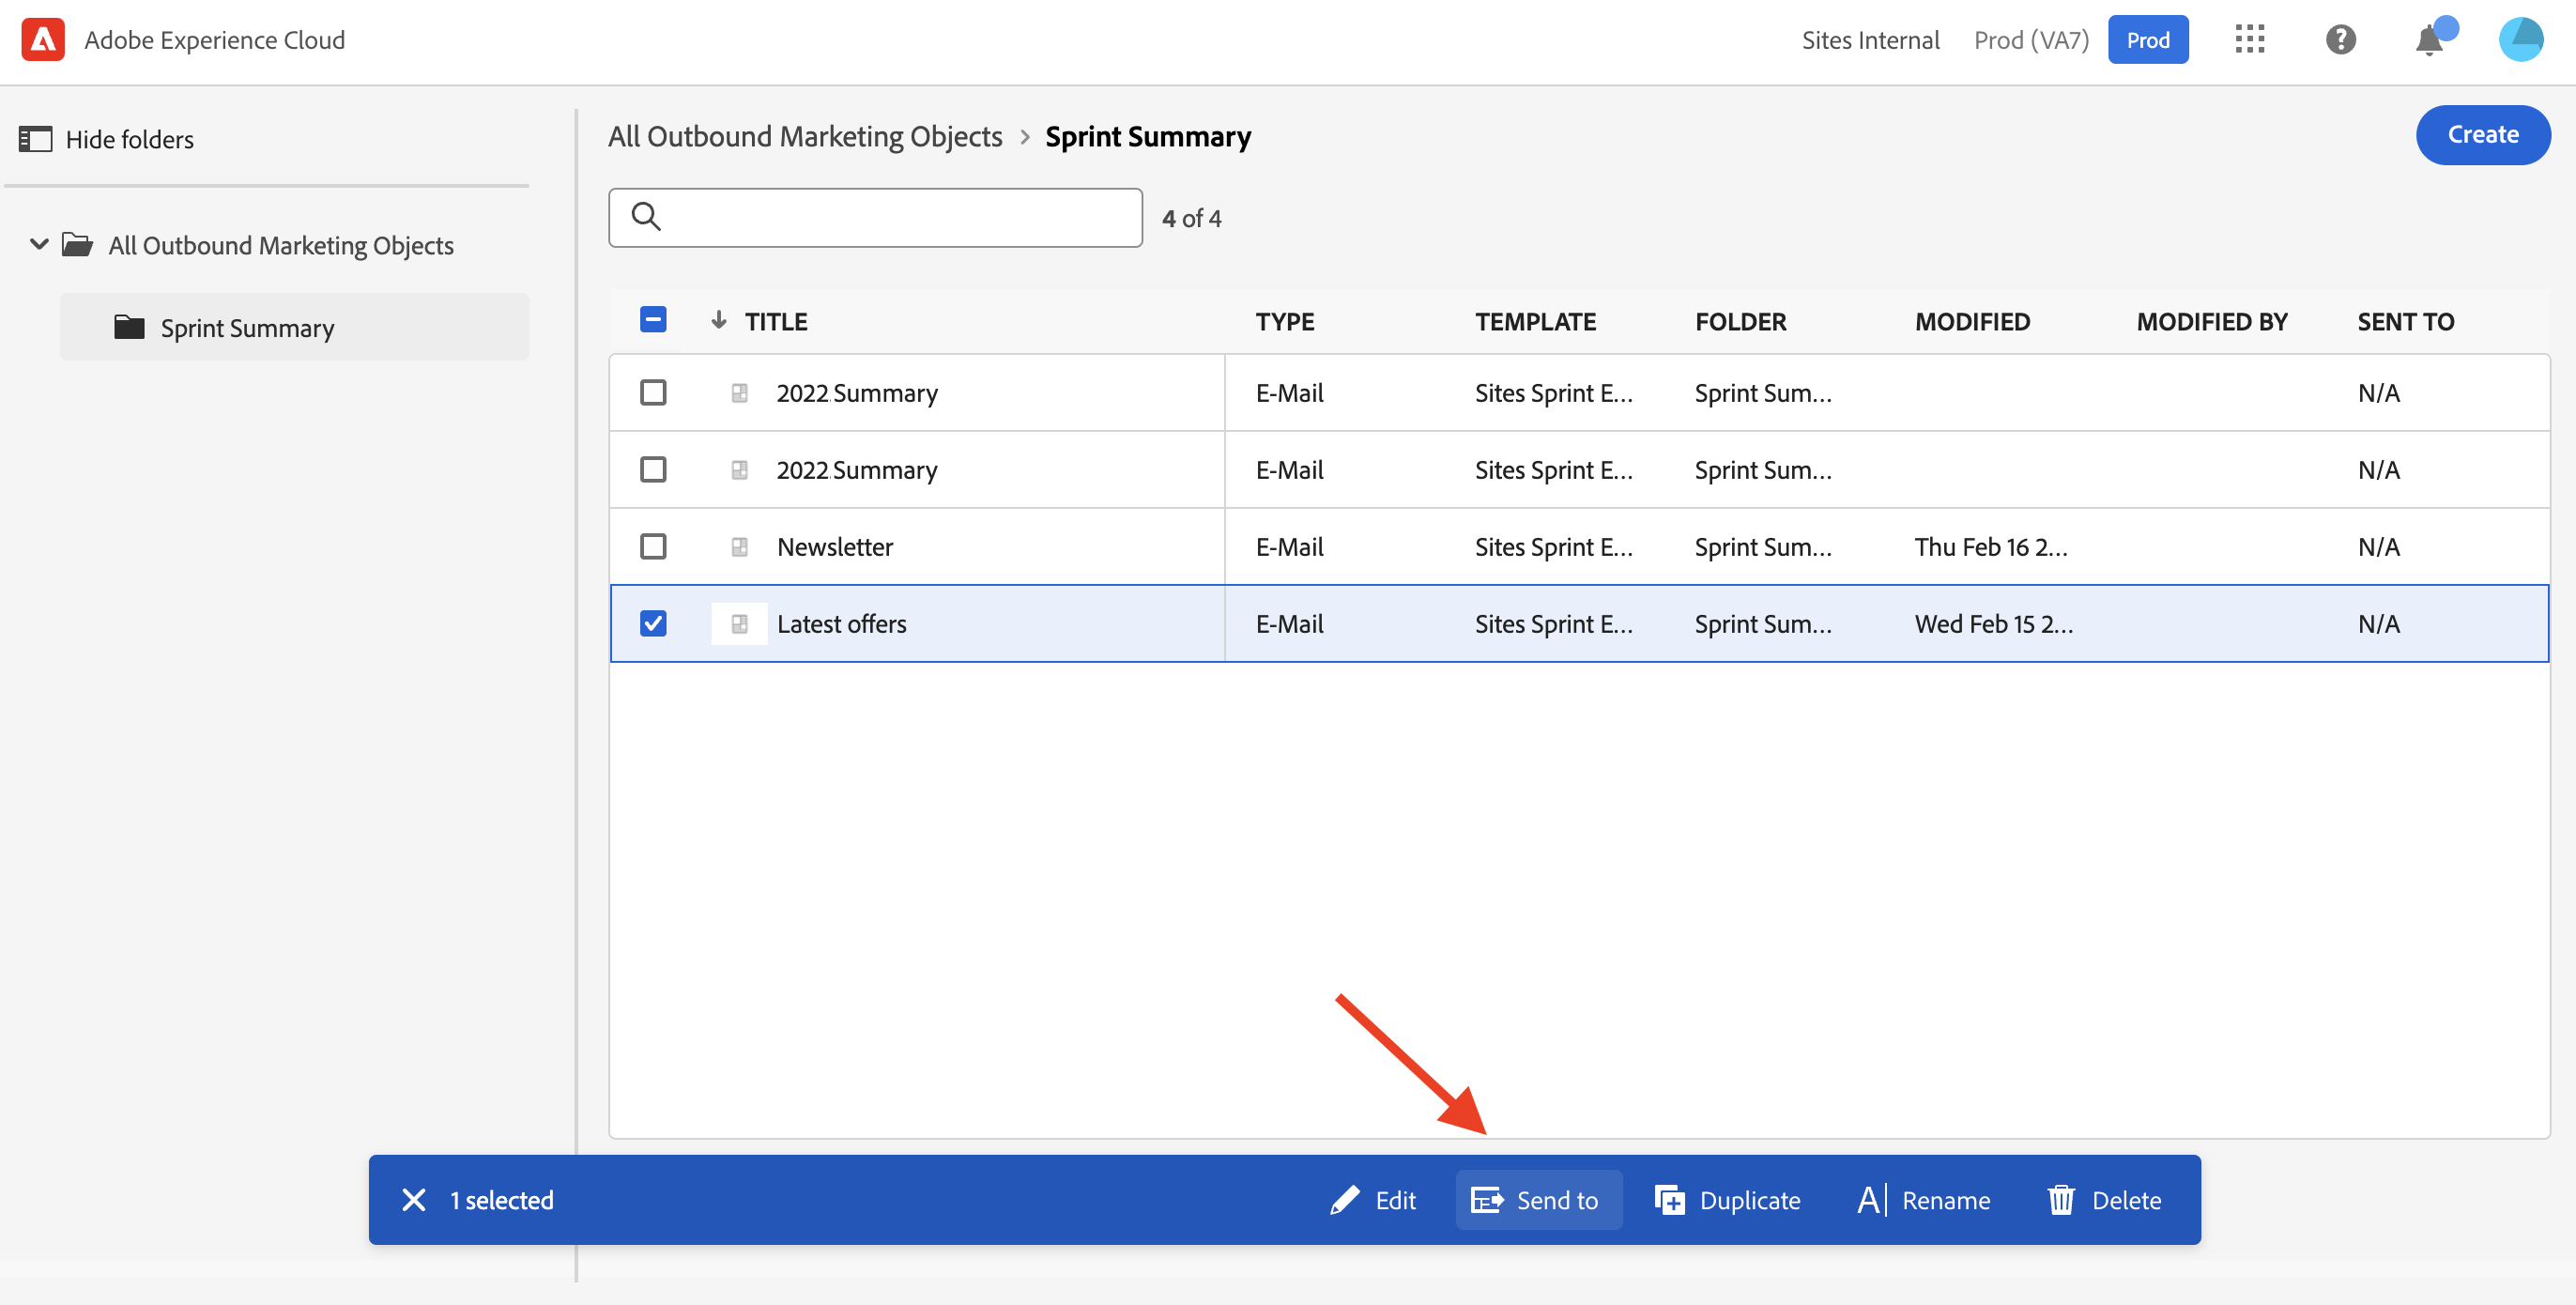 Adobe Experience Cloud
Sites Internal Prod (VA7) Prod
Hide folders
All Outbound Marketing Objects
Sprint Summary
All Outbound Marketing Objects > Sprint Summary
Create
4 of 4
TITLE TYPE TEMPLATE FOLDER MODIFIED MODIFIED BY SENT TO
2022 Summary E-Mail Sites Sprint E... Sprint Sum... N/A
2022 Summary E-Mail Sites Sprint E... Sprint Sum... N/A
Newsletter E-Mail Sites Sprint E... Sprint Sum... Thu Feb 16 2... N/A
Latest offers E-Mail Sites Sprint E... Sprint Sum... Wed Feb 15 2... N/A
1 selected Edit Send to Duplicate Rename Delete